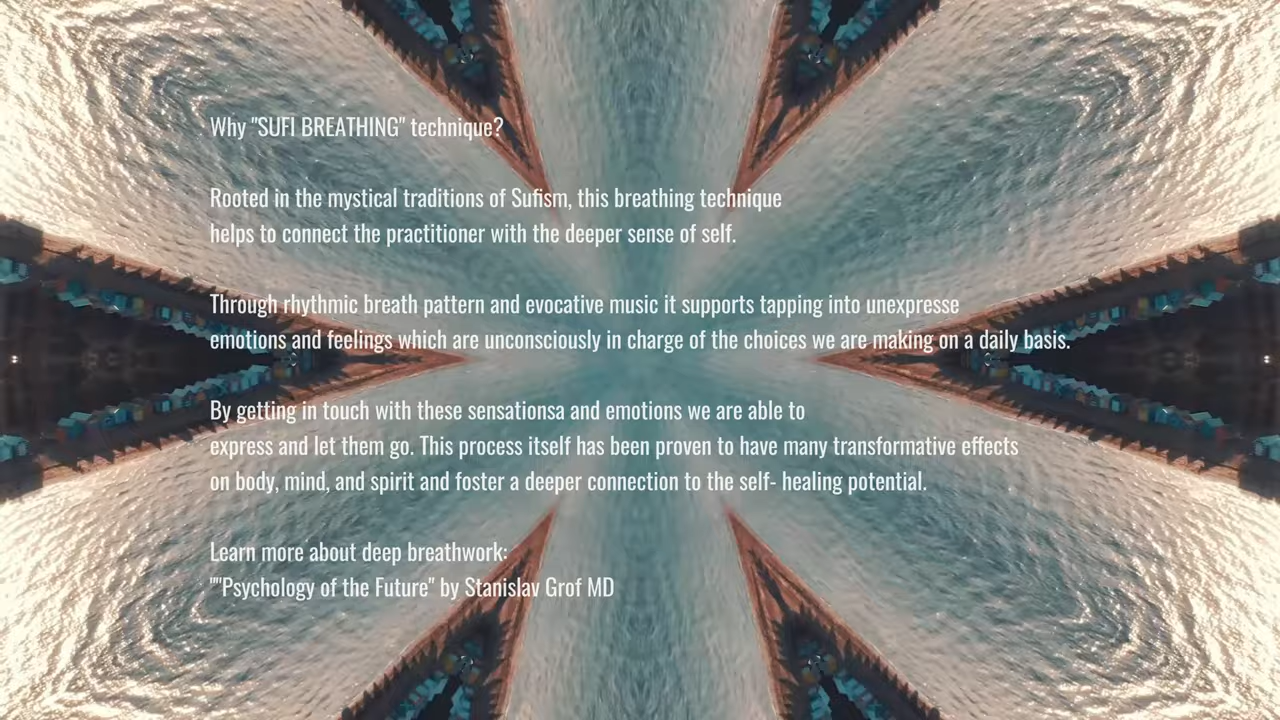 Why "SUFI BREATHING" technique?
Rooted in the mystical traditions of Sufism, this breathing technique
helps to connect the practitioner with the deeper sense of self.
Through rhythmic breath pattern and evocative music it supports tapping into unexpresse
emotions and feelings which are unconsciously in charge of the choices we are making on a daily basis.
By getting in touch with these sensationsa and emotions we are able to
express and let them go. This process itself has been proven to have many transformative effects
on body, mind, and spirit and foster a deeper connection to the self- healing potential.
Learn more about deep breathwork:
""Psychology of the Future" by Stanislav Grof MD